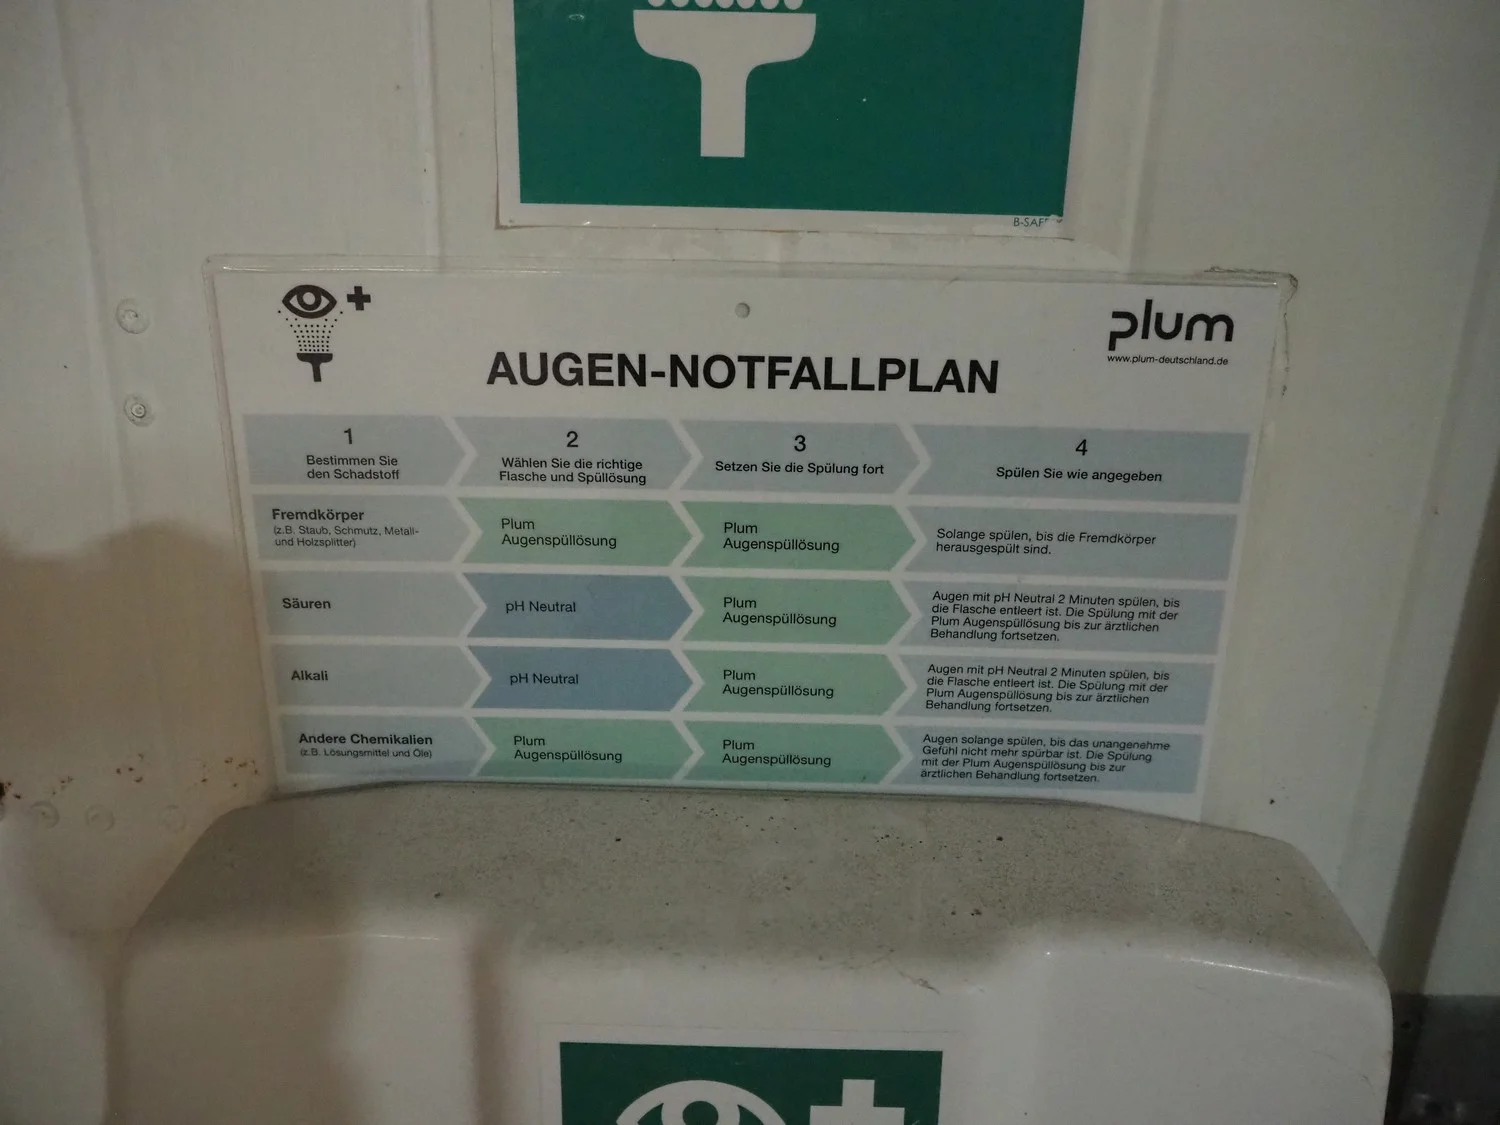 B-SAF
plum
www.plum-deutschland.de
AUGEN-NOTFALLPLAN
1
Bestimmen Sie
den Schadstoff
2
Wählen Sie die richtige
Flasche und Spüllösung
3
Setzen Sie die Spülung fort
4
Spülen Sie wie angegeben
Fremdkörper
(z.B. Staub, Schmutz, Metall-
und Holzsplitter)
Plum
Augenspüllösung
Plum
Augenspüllösung
Solange spülen, bis die Fremdkörper
herausgespült sind.
Säuren
pH Neutral
Plum
Augenspüllösung
Augen mit pH Neutral 2 Minuten spülen, bis
die Flasche entleert ist. Die Spülung mit der
Plum Augenspüllösung bis zur ärztlichen
Behandlung fortsetzen.
Alkali
pH Neutral
Plum
Augenspüllösung
Augen mit pH Neutral 2 Minuten spülen, bis
die Flasche entleert ist. Die Spülung mit der
Plum Augenspüllösung bis zur ärztlichen
Behandlung fortsetzen.
Andere Chemikalien
(z.B. Lösungsmittel und Öle)
Plum
Augenspüllösung
Plum
Augenspüllösung
Augen solange spülen, bis das unangenehme
Gefühl nicht mehr spürbar ist. Die Spülung
mit der Plum Augenspüllösung bis zur
ärztlichen Behandlung fortsetzen.